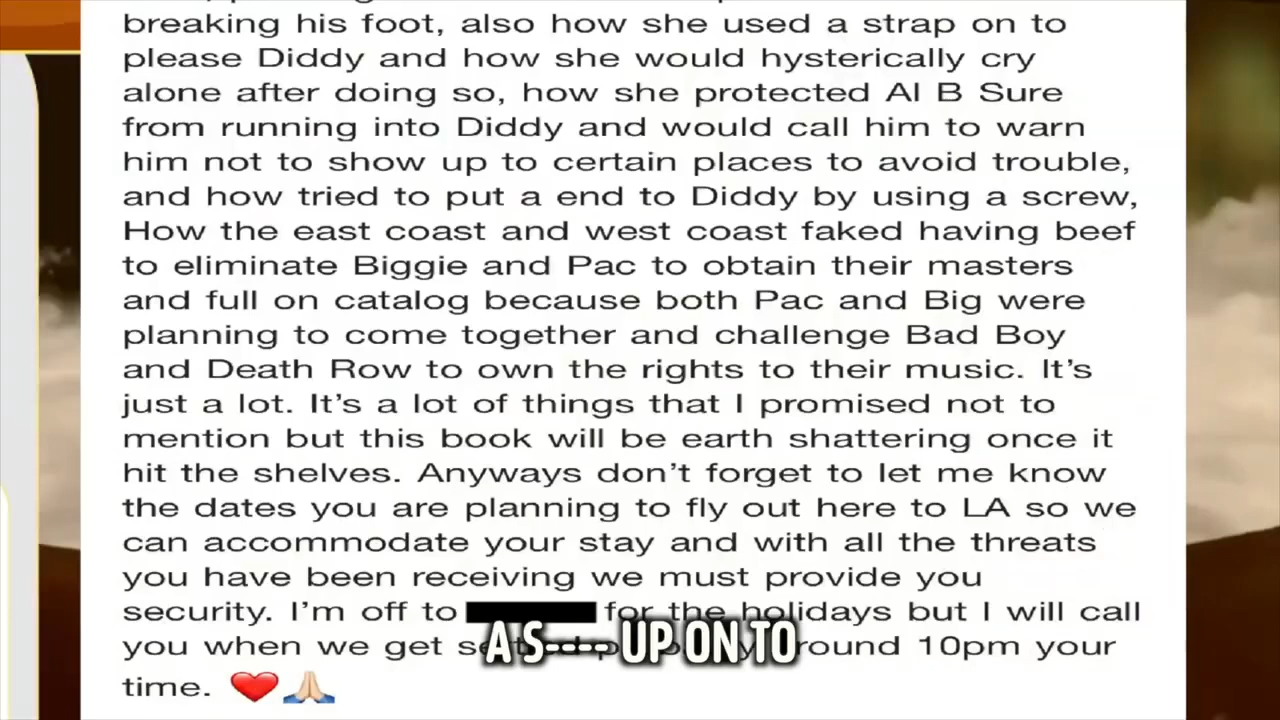 breaking his foot, also how she used a strap on to
please Diddy and how she would hysterically cry
alone after doing so, how she protected Al B Sure
from running into Diddy and would call him to warn
him not to show up to certain places to avoid trouble,
and how tried to put a end to Diddy by using a screw,
How the east coast and west coast faked having beef
to eliminate Biggie and Pac to obtain their masters
and full on catalog because both Pac and Big were
planning to come together and challenge Bad Boy
and Death Row to own the rights to their music. It's
just a lot. It's a lot of things that I promised not to
mention but this book will be earth shattering once it
hit the shelves. Anyways don't forget to let me know
the dates you are planning to fly out here to LA so we
can accommodate your stay and with all the threats
you have been receiving we must provide you
security. I'm off to for the holidays but I will call
you when we get around 10pm your
time. ❤️🙏🏻
A S---- UP ON TO